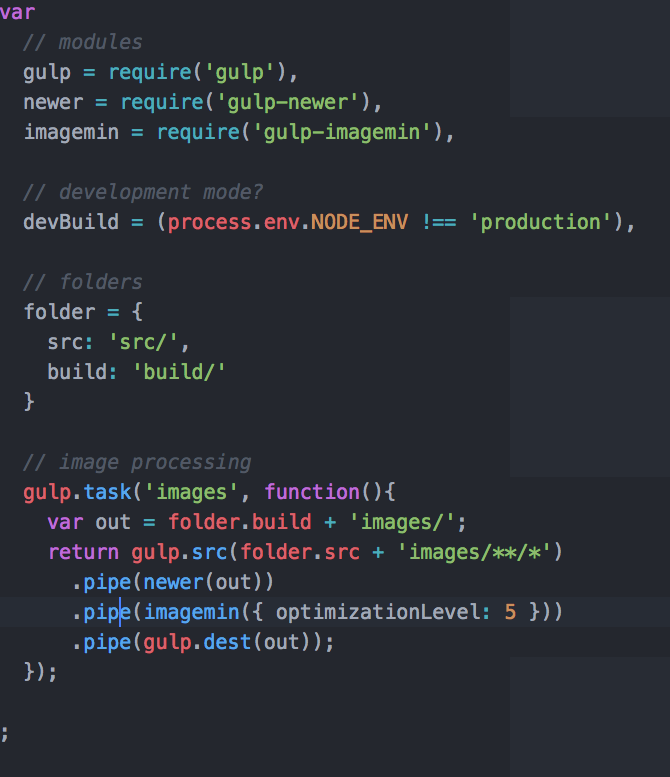 var
  // modules
  gulp = require('gulp'),
  newer = require('gulp-newer'),
  imagemin = require('gulp-imagemin'),

  // development mode?
  devBuild = (process.env.NODE_ENV !== 'production'),

  // folders
  folder = {
    src: 'src/',
    build: 'build/'
  }

  // image processing
  gulp.task('images', function(){
    var out = folder.build + 'images/';
    return gulp.src(folder.src + 'images/**/*')
      .pipe(newer(out))
      .pipe(imagemin({ optimizationLevel: 5 }))
      .pipe(gulp.dest(out));
  });

;